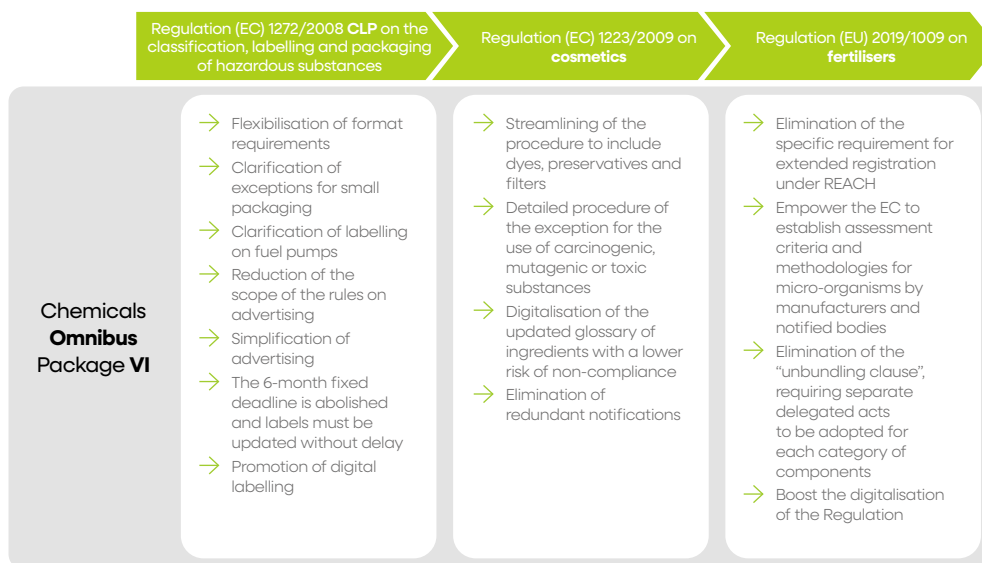 Regulation (EC) 1272/2008 CLP on the
classification, labelling and packaging
of hazardous substances
Regulation (EC) 1223/2009 on
cosmetics
Regulation (EU) 2019/1009 on
fertilisers
Chemicals
Omnibus
Package VI
Flexibilisation of format
requirements
Clarification of
exceptions for small
packaging
Clarification of labelling
on fuel pumps
Reduction of the
scope of the rules on
advertising
Simplification of
advertising
The 6-month fixed
deadline is abolished
and labels must be
updated without delay
Promotion of digital
labelling
Streamlining of the
procedure to include
dyes, preservatives and
filters
Detailed procedure of
the exception for the
use of carcinogenic,
mutagenic or toxic
substances
Digitalisation of the
updated glossary of
ingredients with a lower
risk of non-compliance
Elimination of
redundant notifications
Elimination of the
specific requirement for
extended registration
under REACH
Empower the EC to
establish assessment
criteria and
methodologies for
micro-organisms by
manufacturers and
notified bodies
Elimination of the
“unbundling clause”,
requiring separate
delegated acts
to be adopted for
each category of
components
Boost the digitalisation
of the Regulation